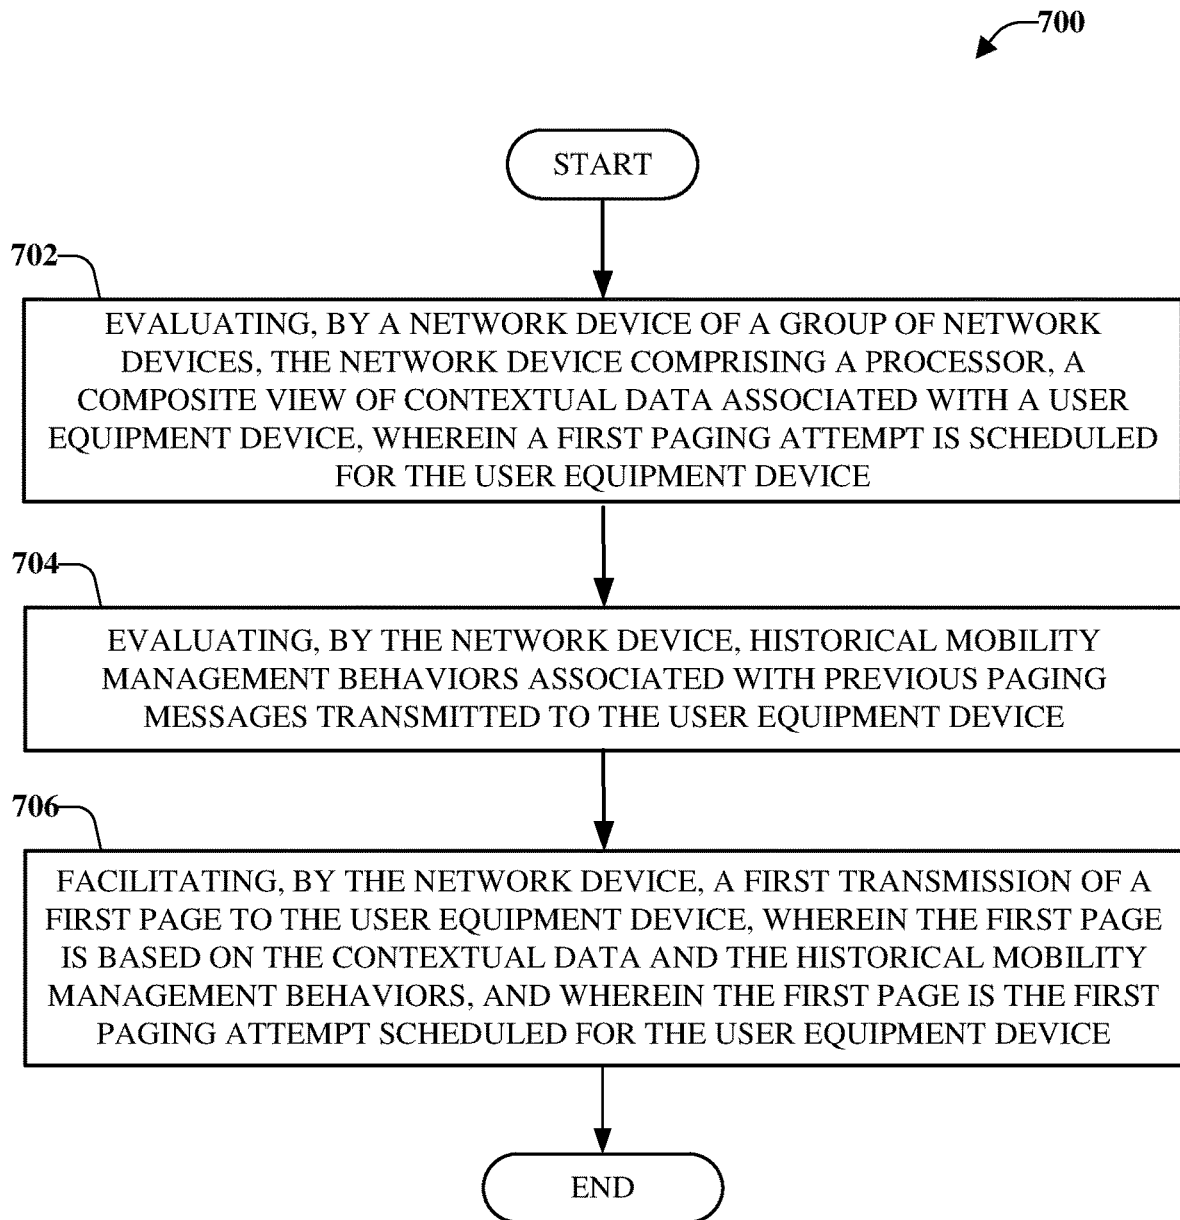 700
START
702
EVALUATING, BY A NETWORK DEVICE OF A GROUP OF NETWORK
DEVICES, THE NETWORK DEVICE COMPRISING A PROCESSOR, A
COMPOSITE VIEW OF CONTEXTUAL DATA ASSOCIATED WITH A USER
EQUIPMENT DEVICE, WHEREIN A FIRST PAGING ATTEMPT IS SCHEDULED
FOR THE USER EQUIPMENT DEVICE
704
EVALUATING, BY THE NETWORK DEVICE, HISTORICAL MOBILITY
MANAGEMENT BEHAVIORS ASSOCIATED WITH PREVIOUS PAGING
MESSAGES TRANSMITTED TO THE USER EQUIPMENT DEVICE
706
FACILITATING, BY THE NETWORK DEVICE, A FIRST TRANSMISSION OF A
FIRST PAGE TO THE USER EQUIPMENT DEVICE, WHEREIN THE FIRST PAGE
IS BASED ON THE CONTEXTUAL DATA AND THE HISTORICAL MOBILITY
MANAGEMENT BEHAVIORS, AND WHEREIN THE FIRST PAGE IS THE FIRST
PAGING ATTEMPT SCHEDULED FOR THE USER EQUIPMENT DEVICE
END